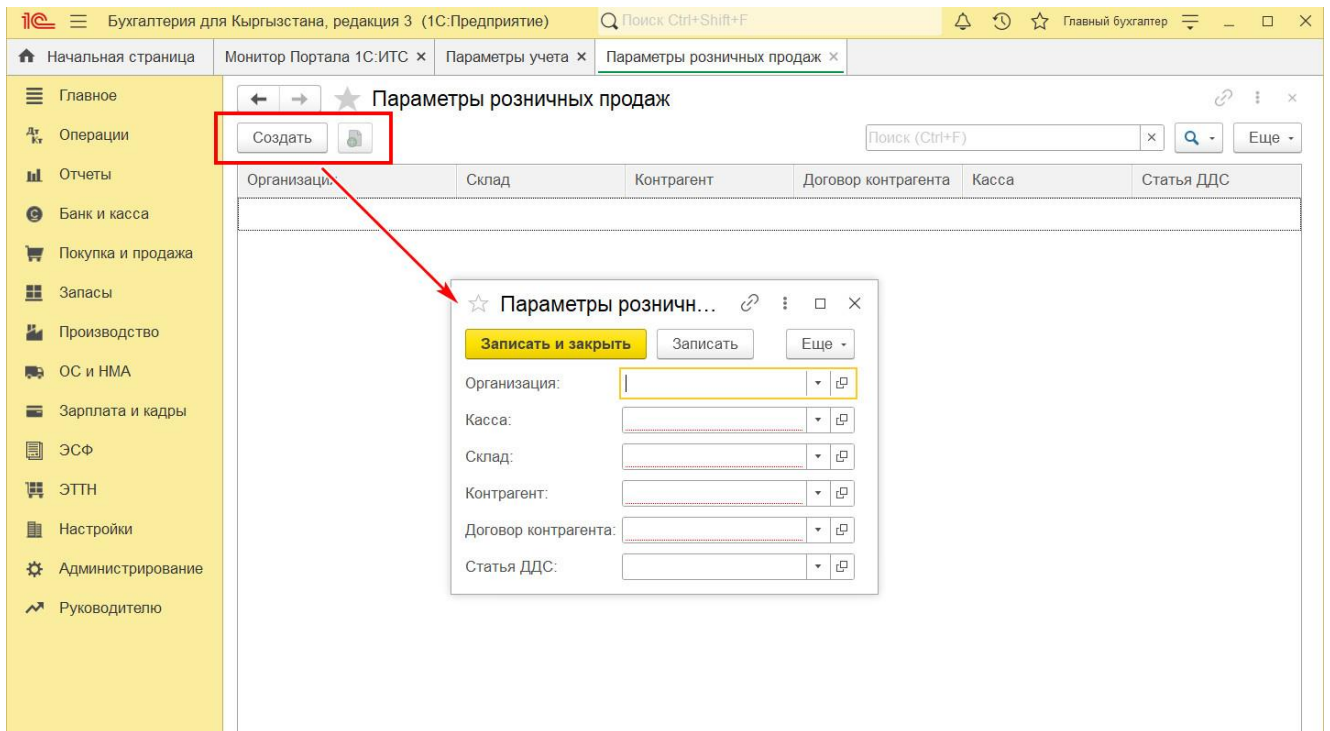 1С Бухгалтерия для Кыргызстана, редакция 3 (1С:Предприятие) Поиск Ctrl+Shift+F Главный бухгалтер
Начальная страница Монитор Портала 1С:ИТС × Параметры учета × Параметры розничных продаж ×
Главное
Операции
Отчеты
Банк и касса
Покупка и продажа
Запасы
Производство
ОС и НМА
Зарплата и кадры
ЭСФ
ЭТТН
Настройки
Администрирование
Руководителю
Параметры розничных продаж
Создать Поиск (Ctrl+F) × Еще
Организация Склад Контрагент Договор контрагента Касса Статья ДДС
Параметры розничн...
Записать и закрыть Записать Еще
Организация:
Касса:
Склад:
Контрагент:
Договор контрагента:
Статья ДДС: